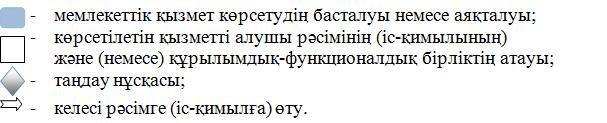 - мемлекеттік қызмет көрсетудің басталуы немесе аяқталуы;
- көрсетілетін қызметті алушы рәсімінің (іс-қимылының)
және (немесе) құрылымдық-функционалдық бірліктің атауы;
- таңдау нұсқасы;
- келесі рәсімге (іс-қимылға) өту.